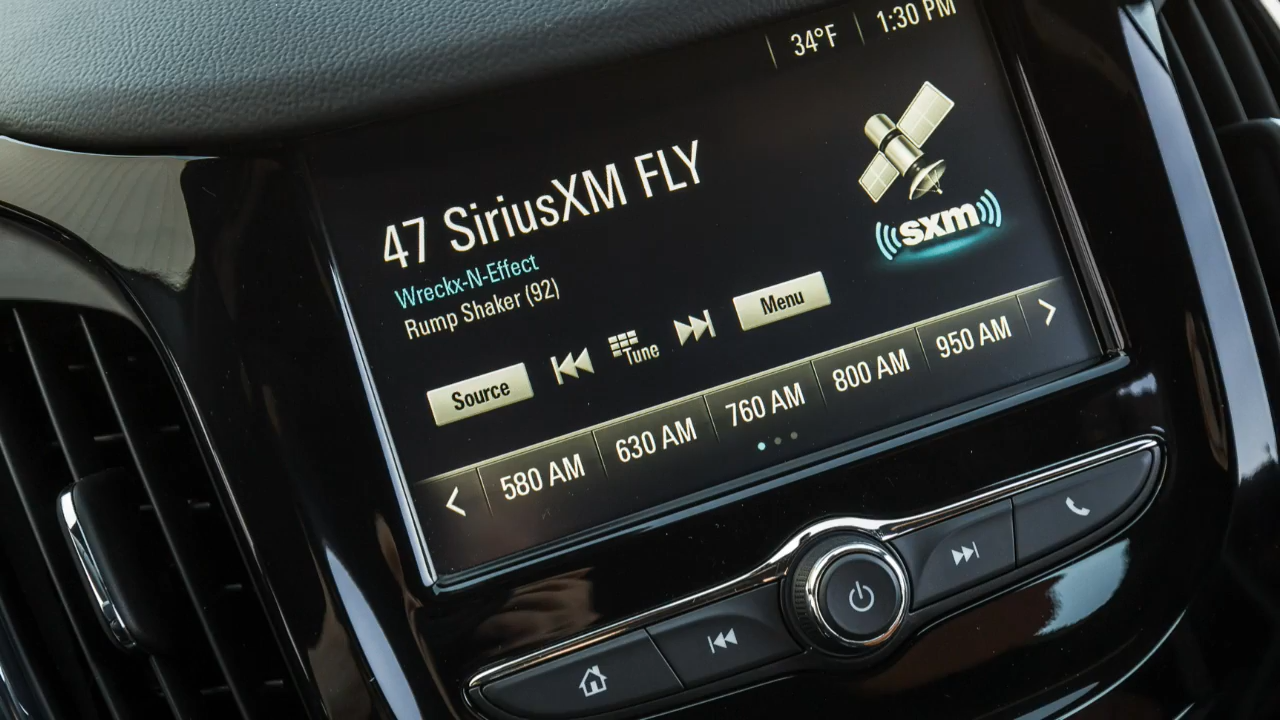 34°F 1:30 PM
47 SiriusXM FLY
Wreckx-N-Effect
Rump Shaker (92)
sxm
Source Tune Menu
580 AM 630 AM 760 AM 800 AM 950 AM